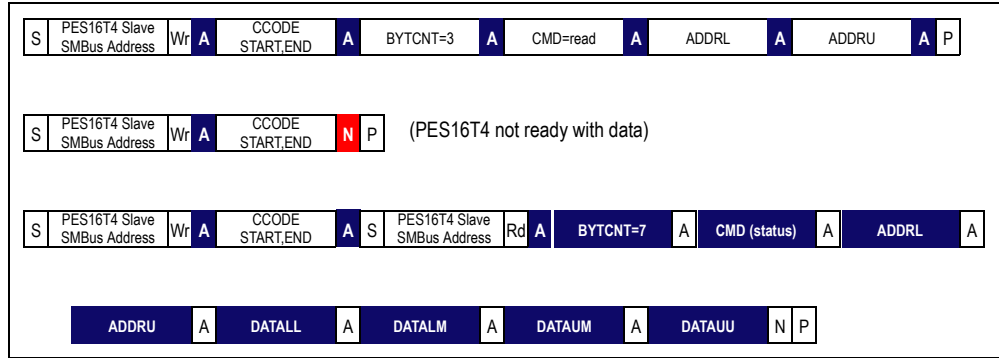 S PES16T4 Slave SMBus Address Wr A CCODE START,END A BYTCNT=3 A CMD=read A ADDRL A ADDRU A P
S PES16T4 Slave SMBus Address Wr A CCODE START,END N P (PES16T4 not ready with data)
S PES16T4 Slave SMBus Address Wr A CCODE START,END A S PES16T4 Slave SMBus Address Rd A BYTCNT=7 A CMD (status) A ADDRL A
ADDRU A DATALL A DATALM A DATAUM A DATAUU N P